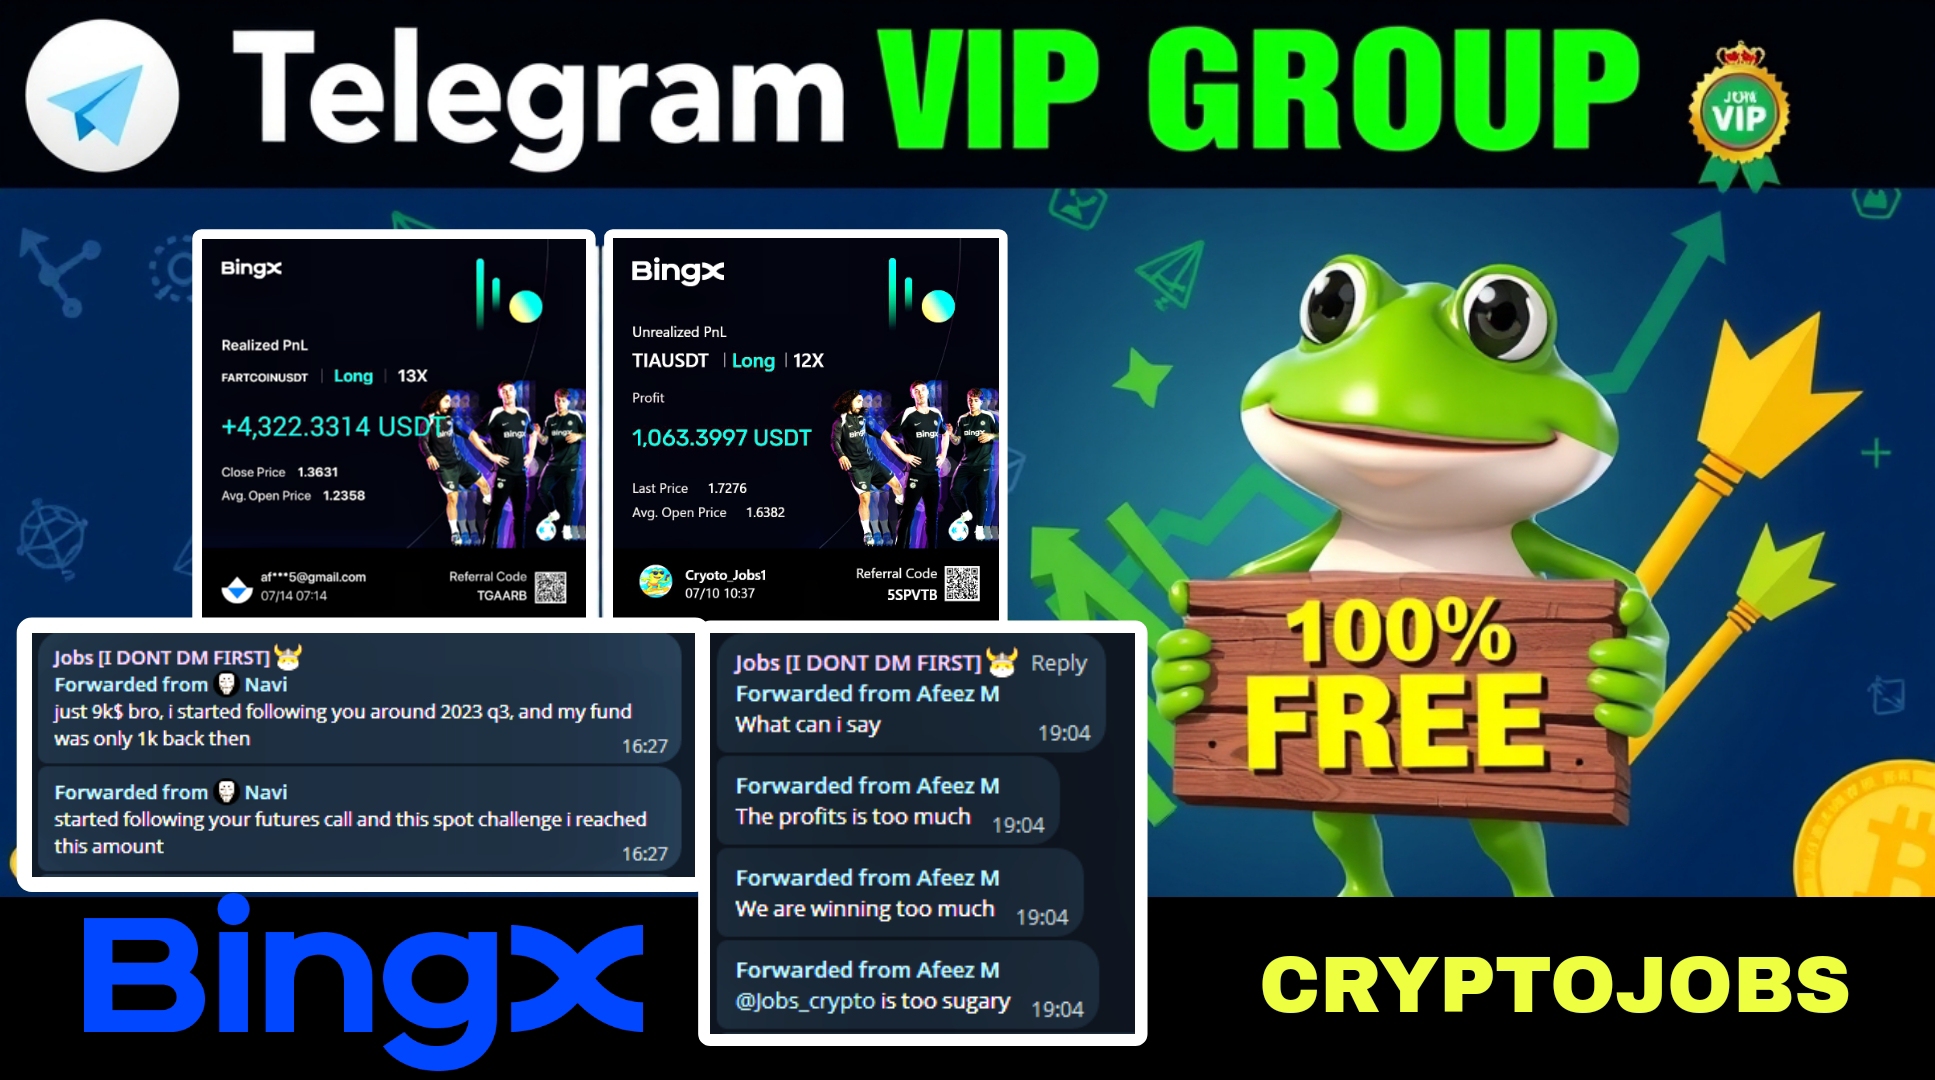 Telegram VIP GROUP
JOIN
VIP
BingX
Realized PnL
FARTCOINUSDT | Long | 13X
+4,322.3314 USDT
Close Price 1.3631
Avg. Open Price 1.2358
af***5@gmail.com
07/14 07:14
Referral Code
TGAARB
BingX
Unrealized PnL
TIAUSDT | Long | 12X
Profit
1,063.3997 USDT
Last Price 1.7276
Avg. Open Price 1.6382
Cryoto_Jobs1
07/10 10:37
Referral Code
5SPVTB
Jobs [I DONT DM FIRST]
Forwarded from Navi
just 9k$ bro, i started following you around 2023 q3, and my fund
was only 1k back then
16:27
Forwarded from Navi
started following your futures call and this spot challenge i reached
this amount
16:27
Jobs [I DONT DM FIRST] Reply
Forwarded from Afeez M
What can i say
19:04
Forwarded from Afeez M
The profits is too much 19:04
Forwarded from Afeez M
We are winning too much 19:04
Forwarded from Afeez M
@Jobs_crypto is too sugary 19:04
100%
FREE
BingX
CRYPTOJOBS